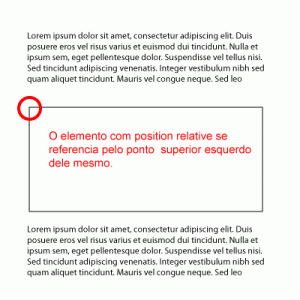 Lorem ipsum dolor sit amet, consectetur adipiscing elit. Duis
posuere eros vel risus varius et euismod dui tincidunt. Nulla et
ipsum sem, eget pellentesque dolor. Suspendisse vel tellus nisi.
Sed tincidunt adipiscing venenatis. Integer vestibulum nibh sed
quam aliquet tincidunt. Mauris vel congue neque. Sed leo
O elemento com position relative se
referencia pelo ponto superior esquerdo
dele mesmo.
Lorem ipsum dolor sit amet, consectetur adipiscing elit. Duis
posuere eros vel risus varius et euismod dui tincidunt. Nulla et
ipsum sem, eget pellentesque dolor. Suspendisse vel tellus nisi.
Sed tincidunt adipiscing venenatis. Integer vestibulum nibh sed
quam aliquet tincidunt. Mauris vel congue neque. Sed leo